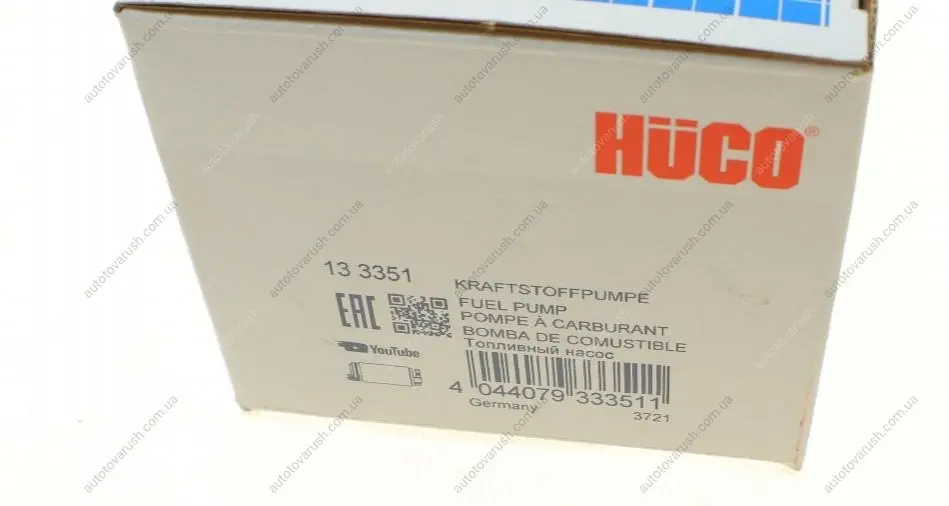 HÜCO®
13 3351
KRAFTSTOFFPUMPE
FUEL PUMP
POMPE À CARBURANT
BOMBA DE COMUSTIBLE
Топливный насос
EAC
YouTube
4 044079 333511
Germany
3721
autotovarush.com.ua